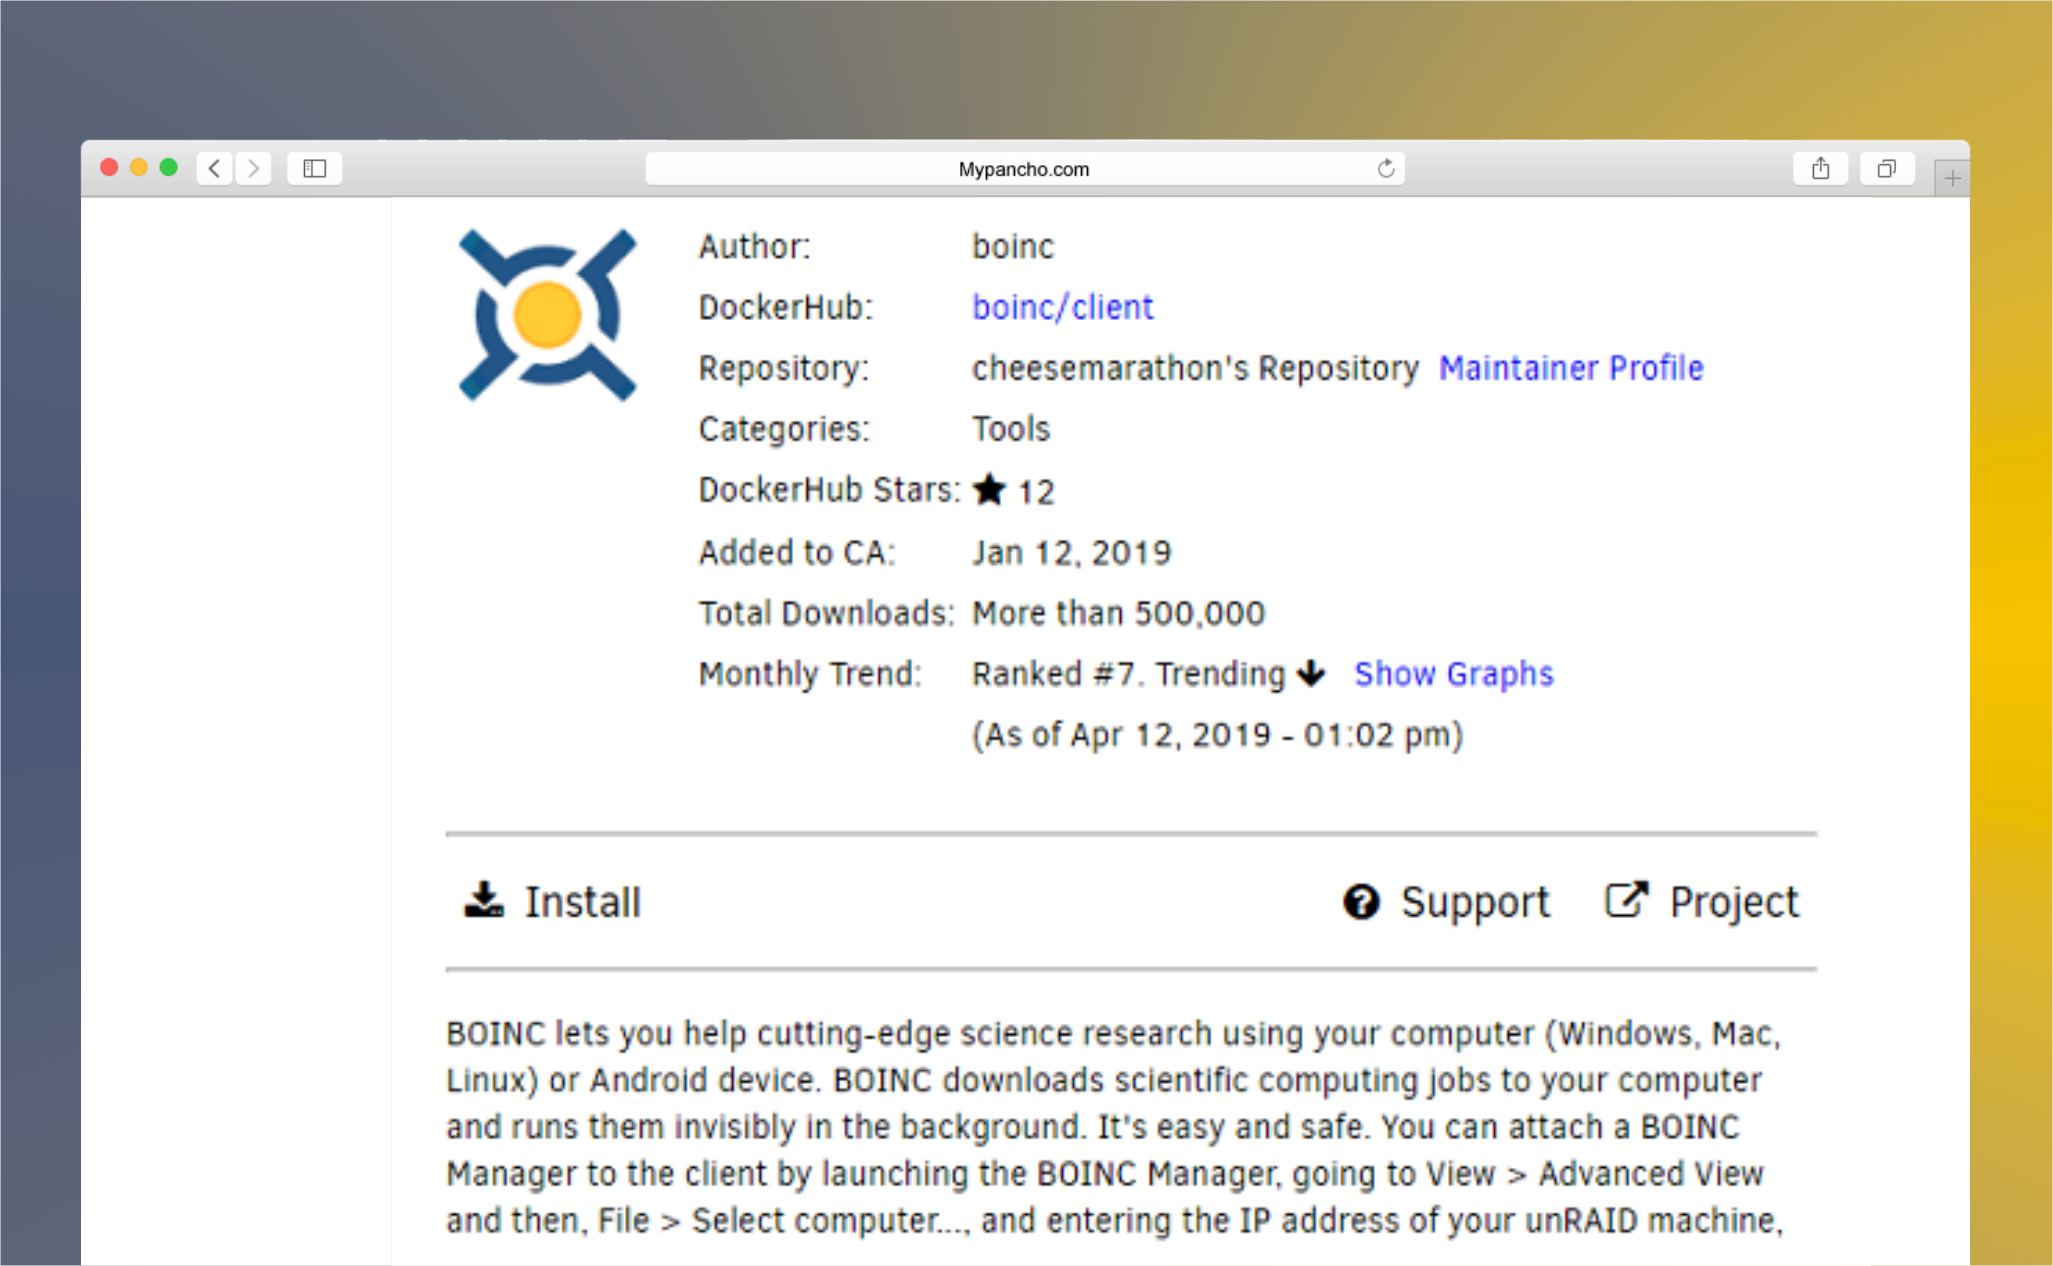 Mypancho.com
Author: boinc
DockerHub: boinc/client
Repository: cheesemarathon's Repository Maintainer Profile
Categories: Tools
DockerHub Stars: 12
Added to CA: Jan 12, 2019
Total Downloads: More than 500,000
Monthly Trend: Ranked #7. Trending Show Graphs
(As of Apr 12, 2019 - 01:02 pm)
Install Support Project
BOINC lets you help cutting-edge science research using your computer (Windows, Mac,
Linux) or Android device. BOINC downloads scientific computing jobs to your computer
and runs them invisibly in the background. It's easy and safe. You can attach a BOINC
Manager to the client by launching the BOINC Manager, going to View > Advanced View
and then, File > Select computer..., and entering the IP address of your unRAID machine,